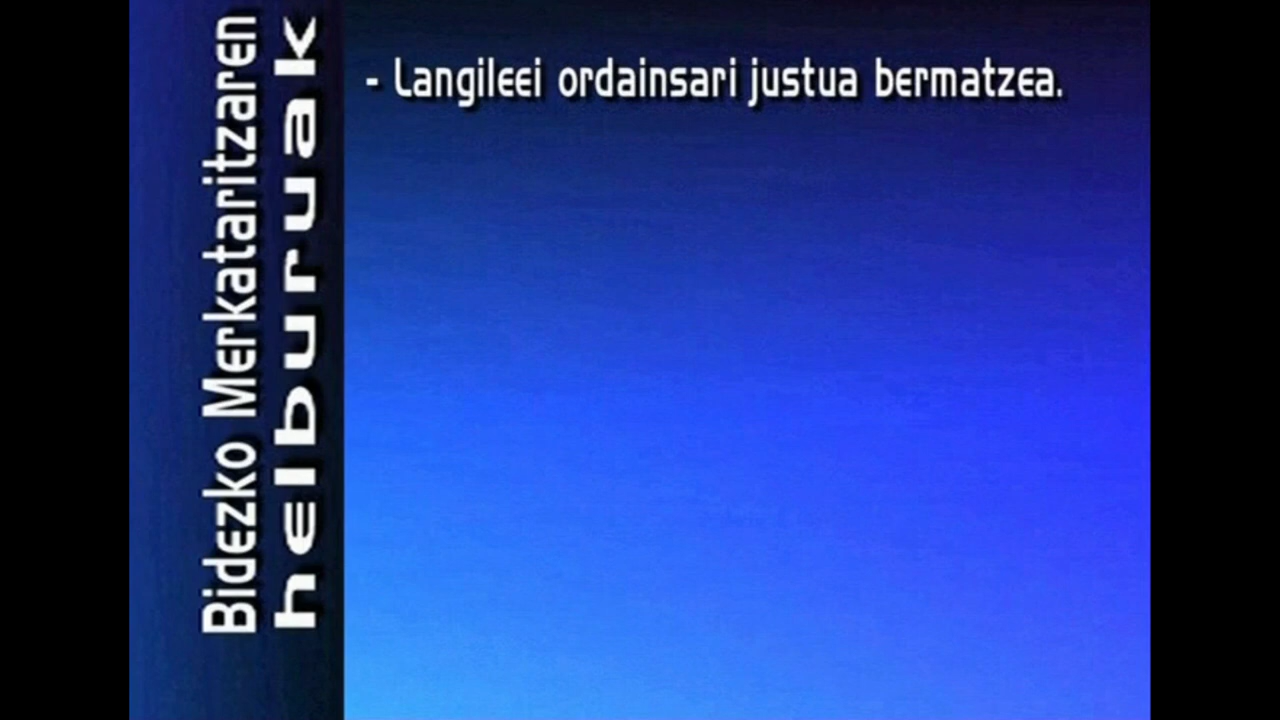 Bidezko Merkataritzaren
helburuak
- Langileei ordainsari justua bermatzea.